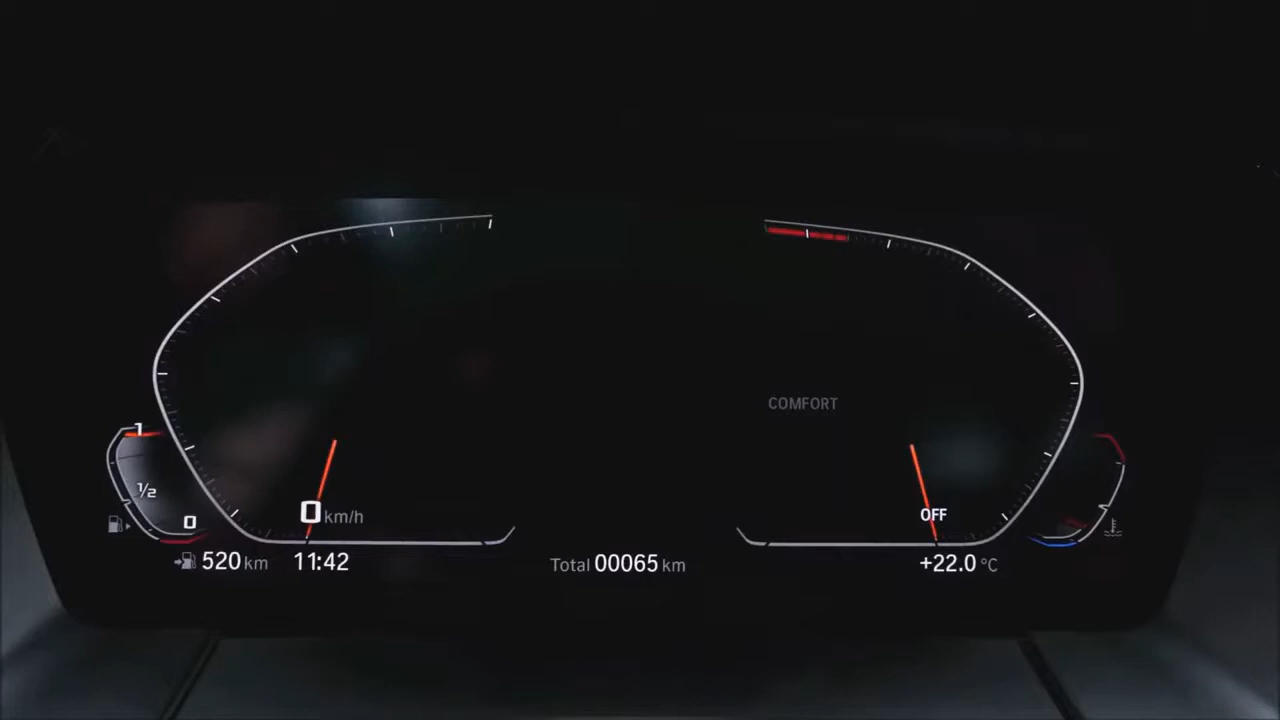 COMFORT
1
1/2
0
0 km/h
OFF
520 km
11:42
Total 00065 km
+22.0 °C